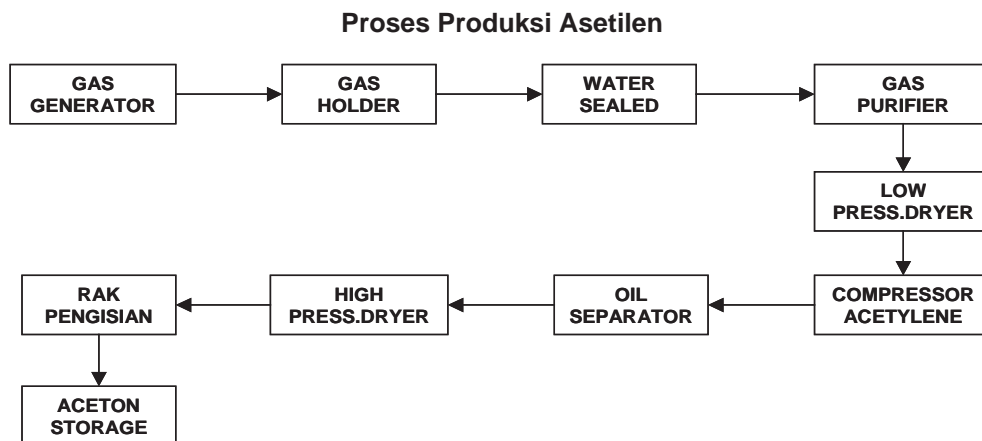 Proses Produksi Asetilen
GAS
GENERATOR
GAS
HOLDER
WATER
SEALED
GAS
PURIFIER
LOW
PRESS.DRYER
COMPRESSOR
ACETYLENE
OIL
SEPARATOR
HIGH
PRESS.DRYER
RAK
PENGISIAN
ACETON
STORAGE